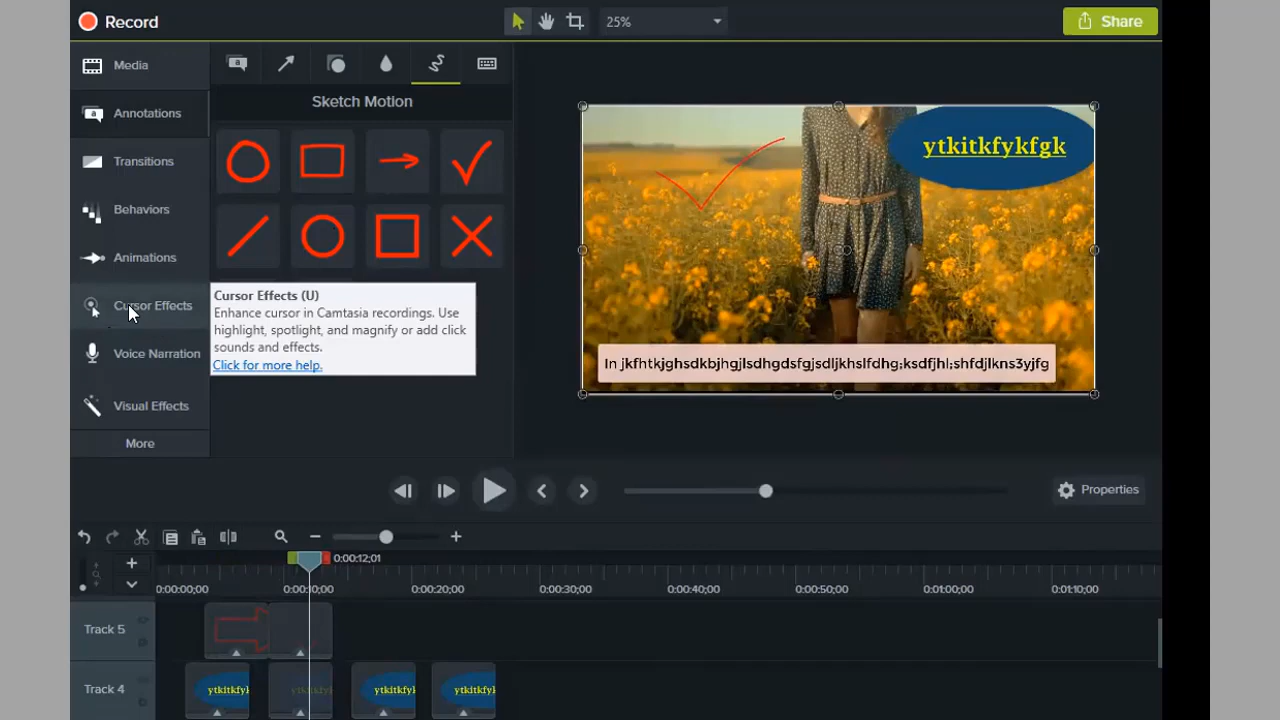 Record
25%
Share
Media
Annotations
Transitions
Behaviors
Animations
Cursor Effects
Voice Narration
Visual Effects
More
Sketch Motion
Cursor Effects (U)
Enhance cursor in Camtasia recordings. Use
highlight, spotlight, and magnify or add click
sounds and effects.
Click for more help.
ytkitkfykfgk
In jkfhtkjghsdkbjhgjlsdhgdsfgjsdljkhslfdhg;ksdfjhl;shfdjlkns3yjfg
Properties
0:00:12;01
0:00:00;00
0:00:10;00
0:00:20;00
0:00:30;00
0:00:40;00
0:00:50;00
0:01:00;00
0:01:10;00
Track 5
Track 4
ytkitkfyk
ytkitkfyk
ytkitkfyk
ytkitkfyk